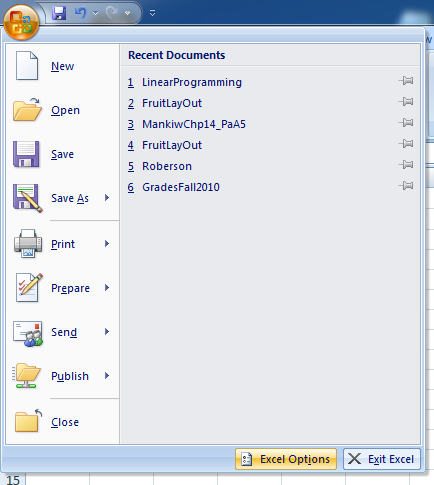 Recent Documents
New
1 LinearProgramming
2 FruitLayOut
Open
3 MankiwChp14_PaA5
4 FruitLayOut
Save
5 Roberson
6 GradesFall2010
Save As
Print
Prepare
Send
Publish
Close
Excel Options
Exit Excel
15